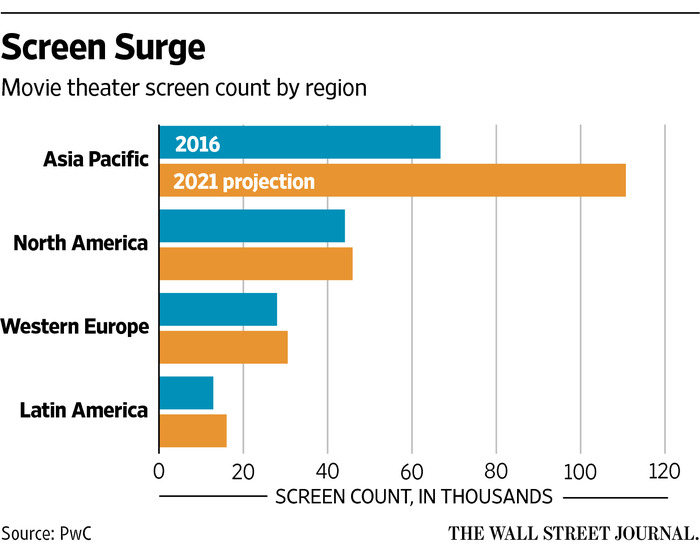 Screen Surge
Movie theater screen count by region
Asia Pacific
2016
2021 projection
North America
Western Europe
Latin America
0 20 40 60 80 100 120
SCREEN COUNT, IN THOUSANDS
Source: PwC
THE WALL STREET JOURNAL.